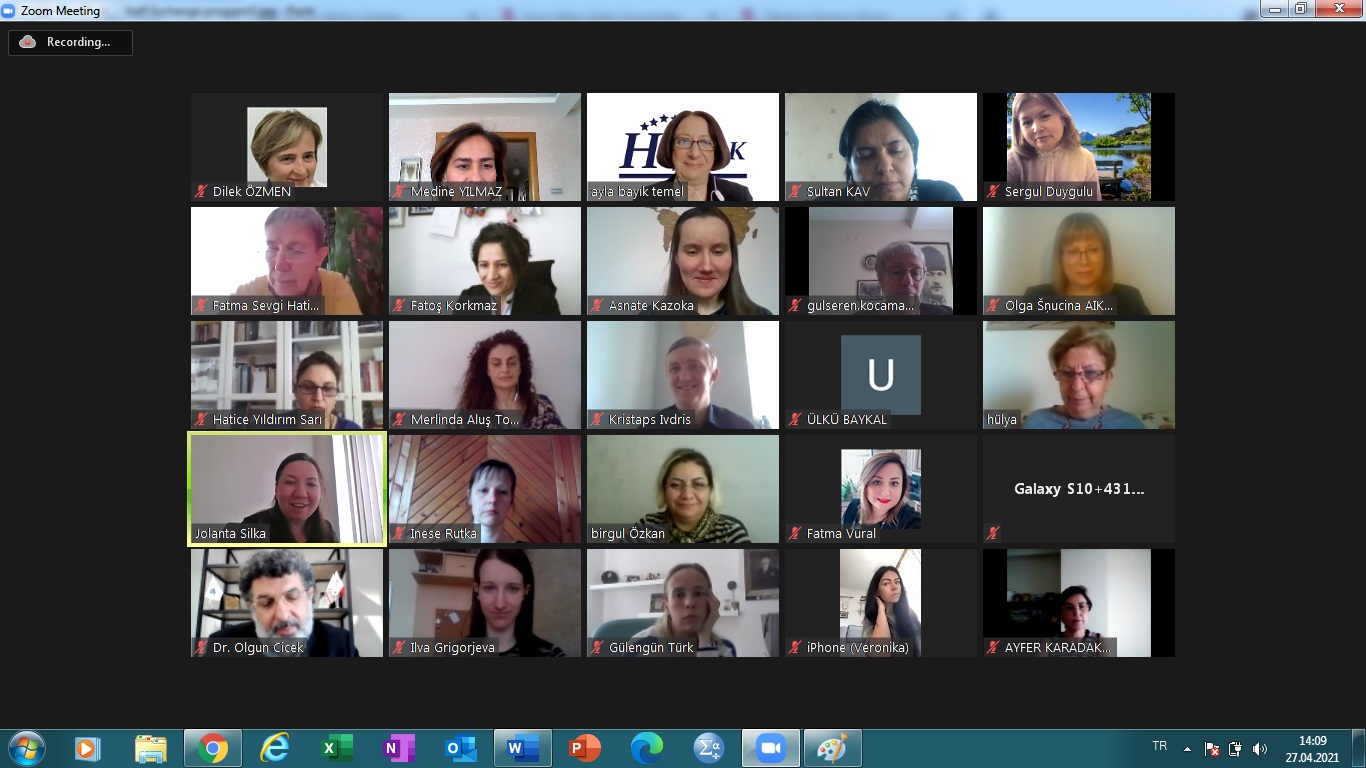 Zoom Meeting
Recording...
H K
Dilek ÖZMEN
Medine YILMAZ
ayla bayık temel
Sultan KAV
Sergul Duygulu
Fatma Sevgi Hati...
Fatoş Korkmaz
Asnate Kazoka
gulseren.kocama...
Olga Šņucina AIK...
Hatice Yıldırım Sarı
Merlinda Aluş To...
Kristaps Ivdris
U
ÜLKÜ BAYKAL
hülya
Jolanta Silka
Inese Rutka
birgul Özkan
Fatma Vural
Galaxy S10+431...
Dr. Olgun Cicek
Ilva Grigorjeva
Gülengün Türk
iPhone (Veronika)
AYFER KARADAK...
TR
14:09
27.04.2021